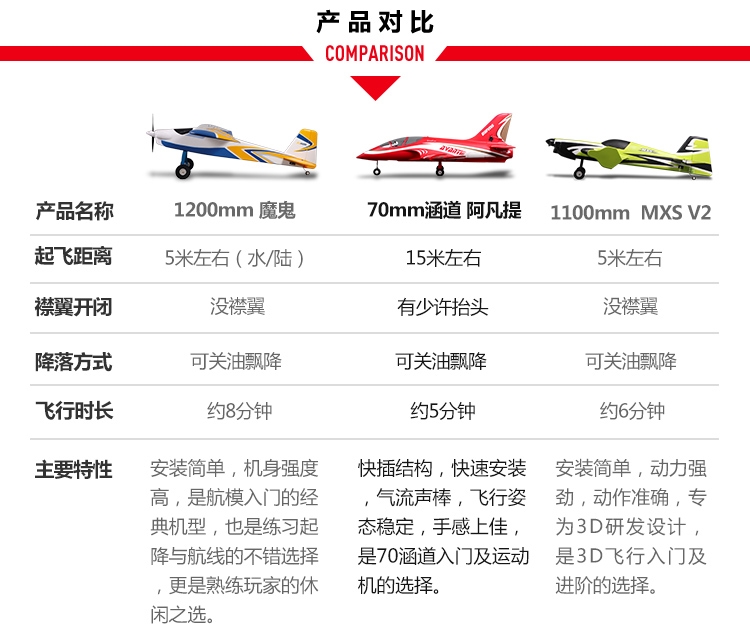 产品对比
COMPARISON
产品名称 1200mm 魔鬼 70mm涵道 阿凡提 1100mm MXS V2
起飞距离 5米左右（水/陆） 15米左右 5米左右
襟翼开闭 没襟翼 有少许抬头 没襟翼
降落方式 可关油飘降 可关油飘降 可关油飘降
飞行时长 约8分钟 约5分钟 约6分钟
主要特性
安装简单，机身强度
高，是航模入门的经
典机型，也是练习起
降与航线的不错选择
，更是熟练玩家的休
闲之选。
快插结构，快速安装
，气流声棒，飞行姿
态稳定，手感上佳，
是70涵道入门及运动
机的选择。
安装简单，动力强
劲，动作准确，专
为3D研发设计，
是3D飞行入门及
进阶的选择。